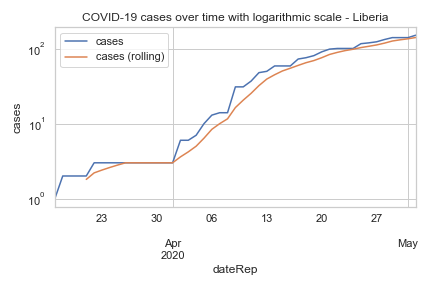 COVID-19 cases over time with logarithmic scale - Liberia
cases
cases (rolling)
10²
10¹
10⁰
cases
23
30
06
13
20
27
Apr
2020
May
dateRep